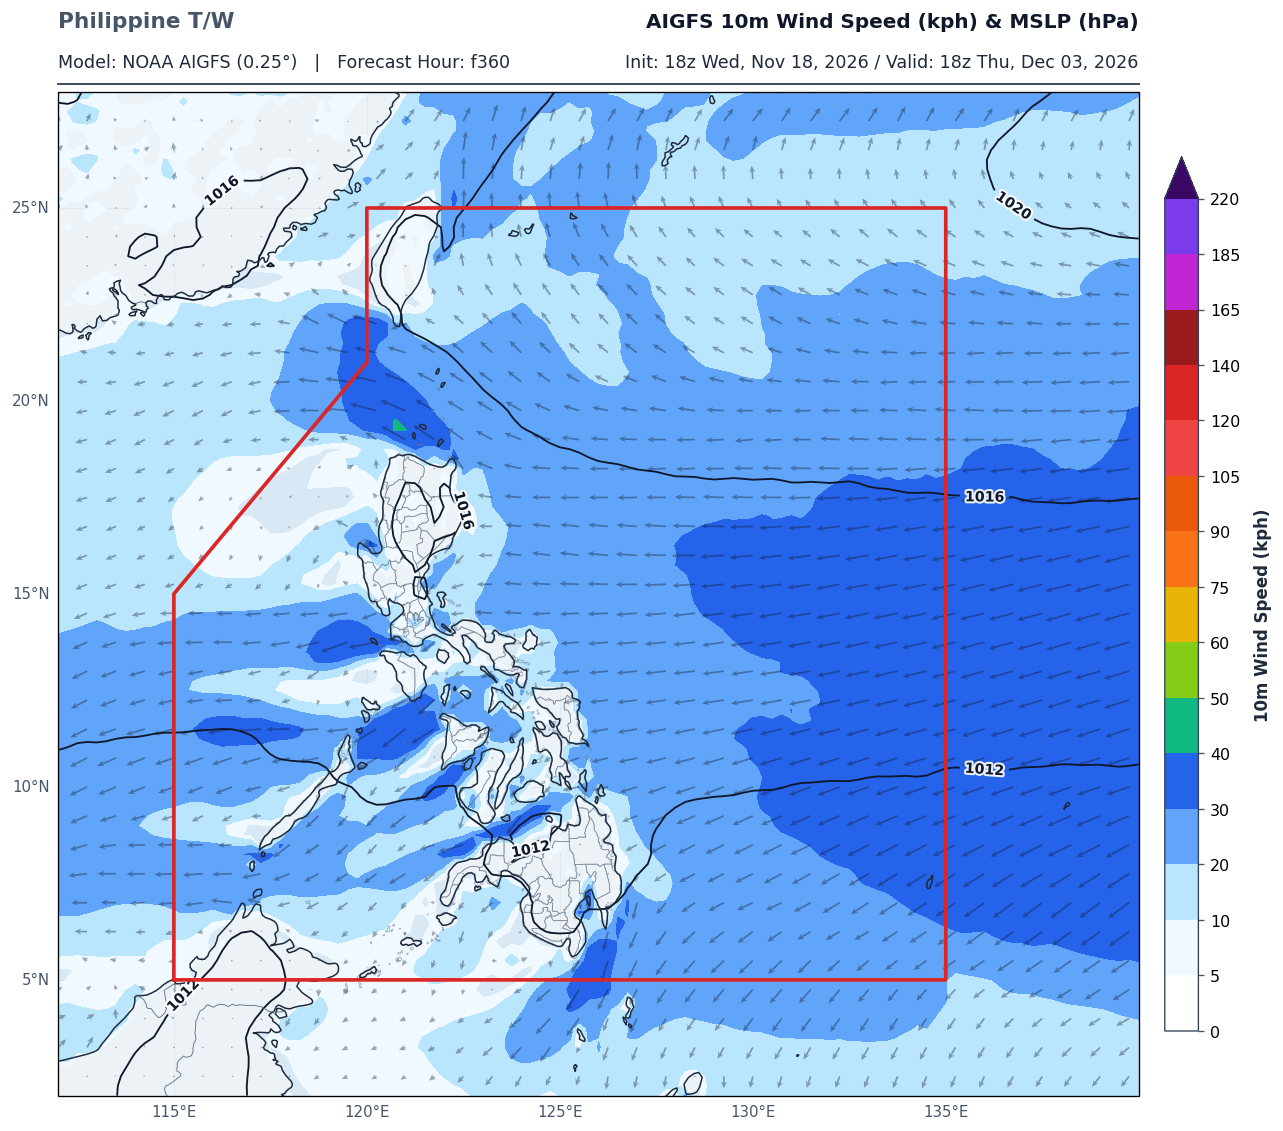 Philippine T/W
AIGFS 10m Wind Speed (kph) & MSLP (hPa)
Model: NOAA AIGFS (0.25°)   |   Forecast Hour: f360
Init: 18z Wed, Nov 18, 2026 / Valid: 18z Thu, Dec 03, 2026
1016
1020
1016
1016
1012
1012
1012
25°N
20°N
15°N
10°N
5°N
115°E
120°E
125°E
130°E
135°E
220
185
165
140
120
105
90
75
60
50
40
30
20
10
5
0
10m Wind Speed (kph)